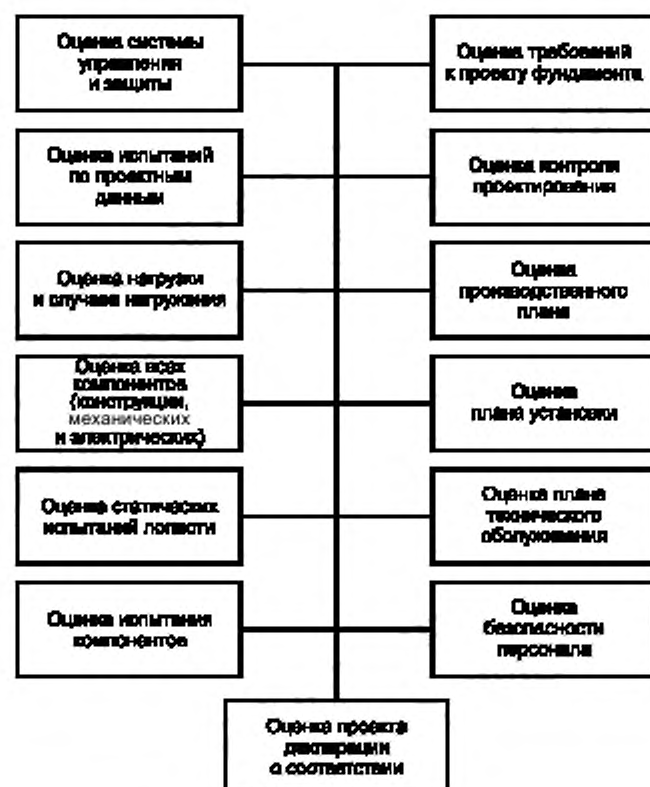 Оценка системы
управления
и защиты
Оценка требований
к проекту фундамента
Оценка испытаний
по проектным
данным
Оценка контроля
проектирования
Оценка нагрузки
и случаев нагружения
Оценка
производственного
плана
Оценка всех
компонентов
(конструкции,
механических
и электрических)
Оценка
плана установки
Оценка статических
испытаний лопасти
Оценка плана
технического
обслуживания
Оценка испытания
компонентов
Оценка
безопасности
персонала
Оценка проекта
декларации
о соответствии